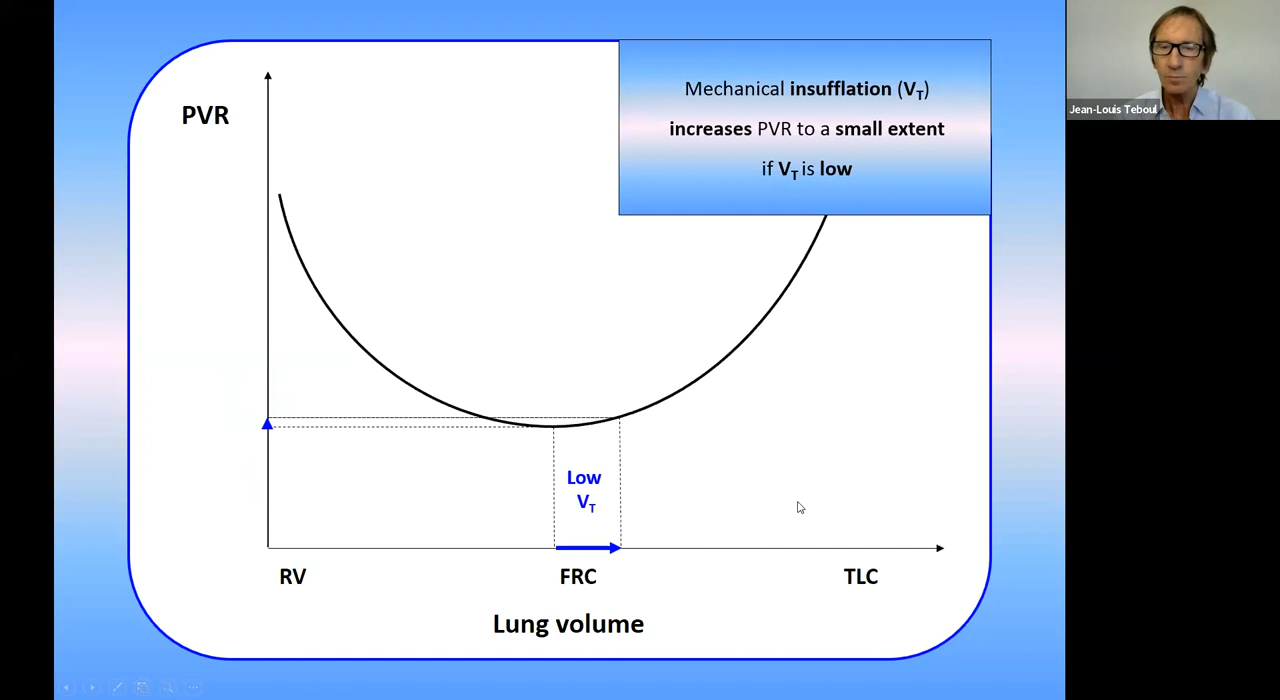 PVR
Mechanical insufflation (VT)
increases PVR to a small extent
if VT is low
Jean-Louis Teboul
Low
VT
RV
FRC
TLC
Lung volume